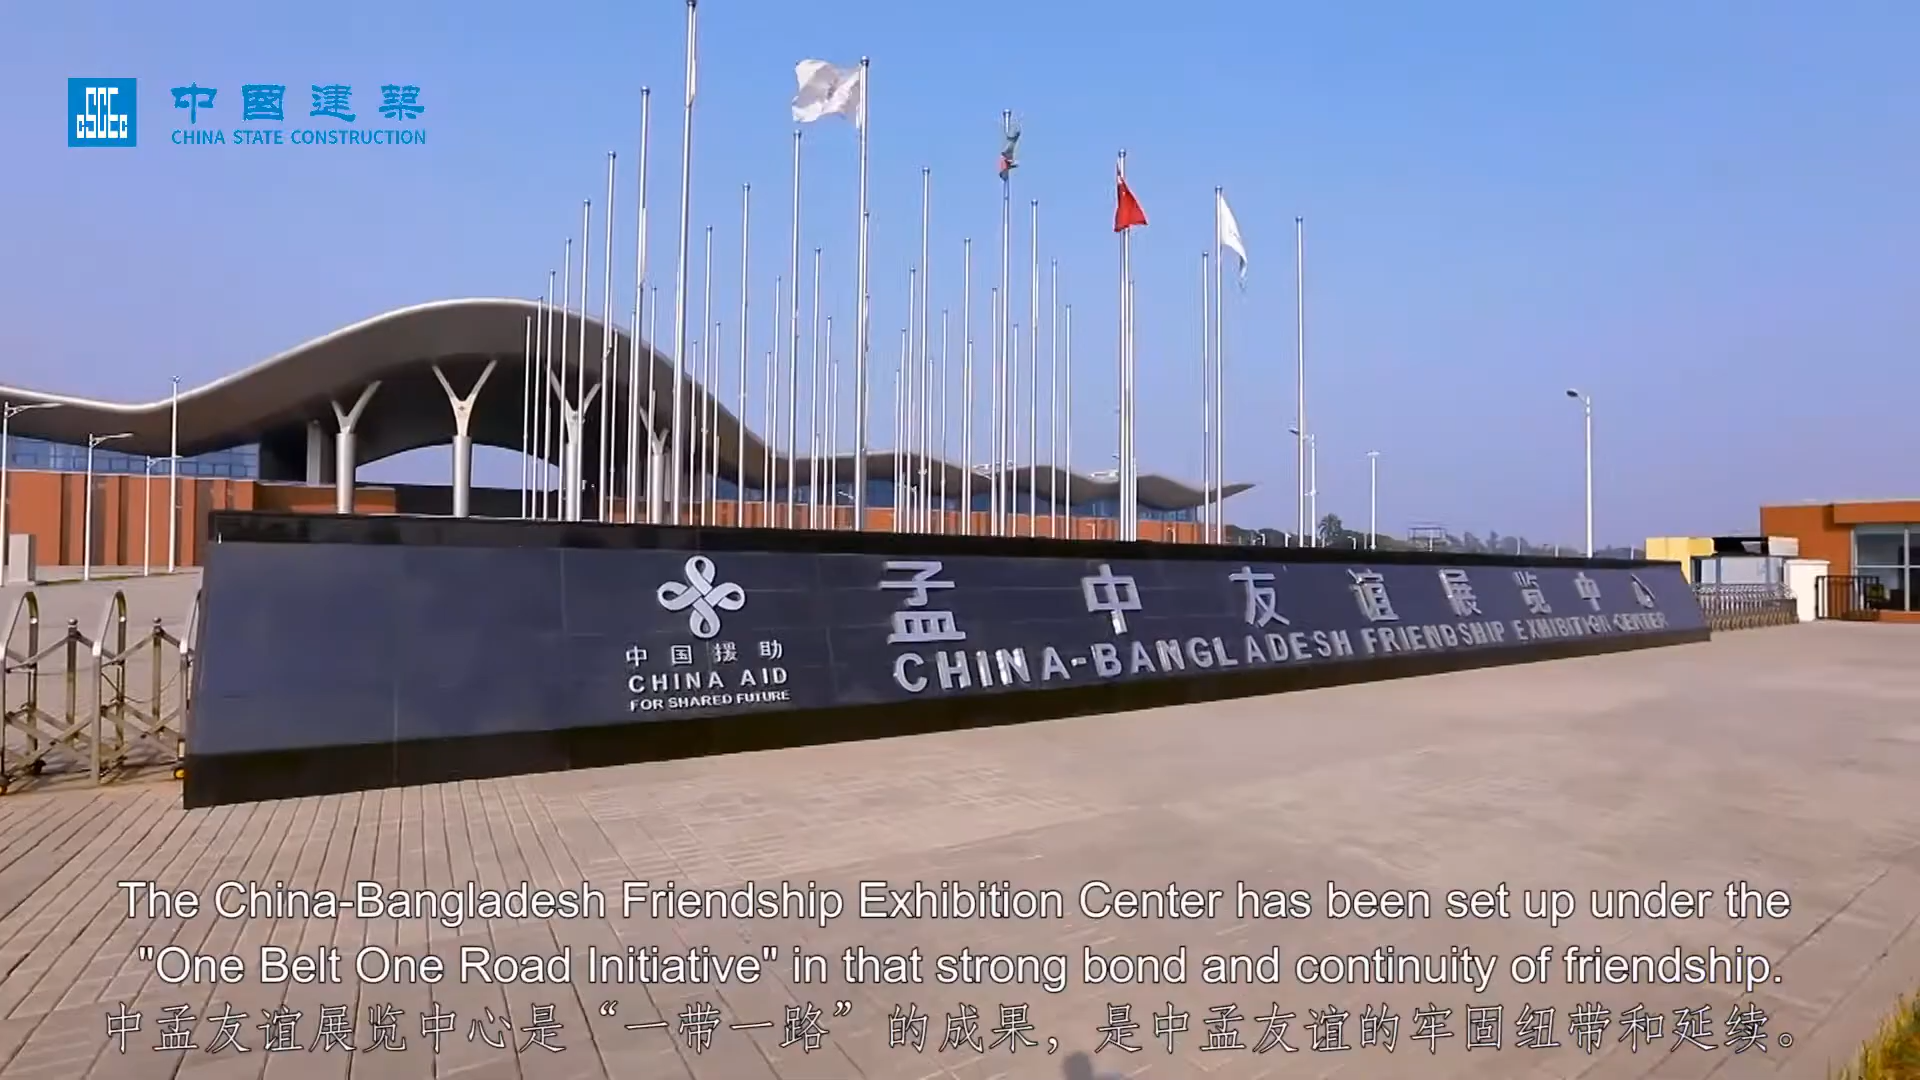 CSCEC
中國建築
CHINA STATE CONSTRUCTION
中国援助
CHINA AID
FOR SHARED FUTURE
孟中友谊展览中心
CHINA-BANGLADESH FRIENDSHIP EXHIBITION CENTER
The China-Bangladesh Friendship Exhibition Center has been set up under the
"One Belt One Road Initiative" in that strong bond and continuity of friendship.
中孟友谊展览中心是“一带一路”的成果，是中孟友谊的牢固纽带和延续。